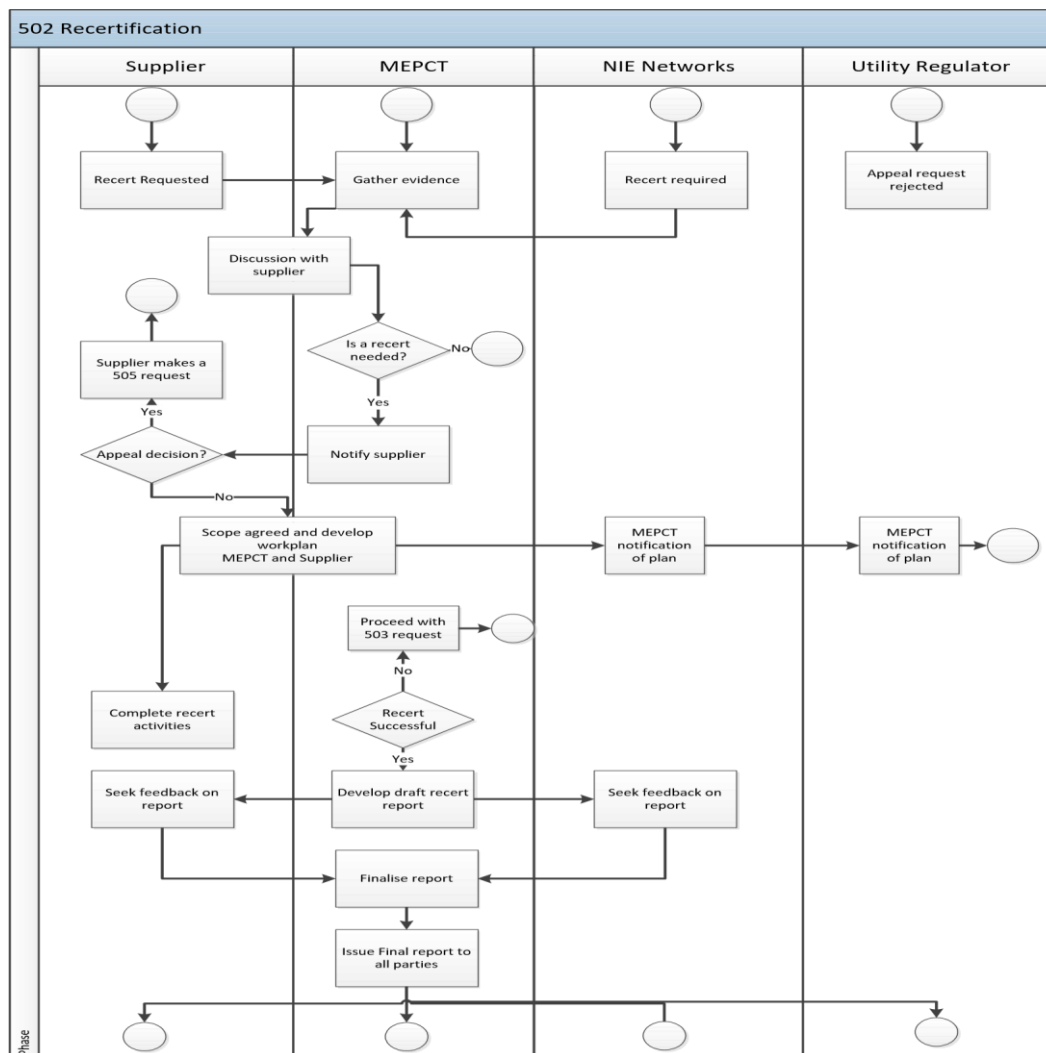 502 Recertification
Supplier
MEPCT
NIE Networks
Utility Regulator
Recert Requested
Gather evidence
Recert required
Appeal request
rejected
Discussion with
supplier
Is a recert
needed?
No
Supplier makes a
505 request
Yes
Yes
Appeal decision?
Notify supplier
No
Scope agreed and develop
workplan
MEPCT and Supplier
MEPCT
notification
of plan
MEPCT
notification
of plan
Proceed with
503 request
No
Recert
Successful
Complete recert
activities
Yes
Seek feedback on
report
Develop draft recert
report
Seek feedback on
report
Finalise report
Issue Final report to
all parties
Phase